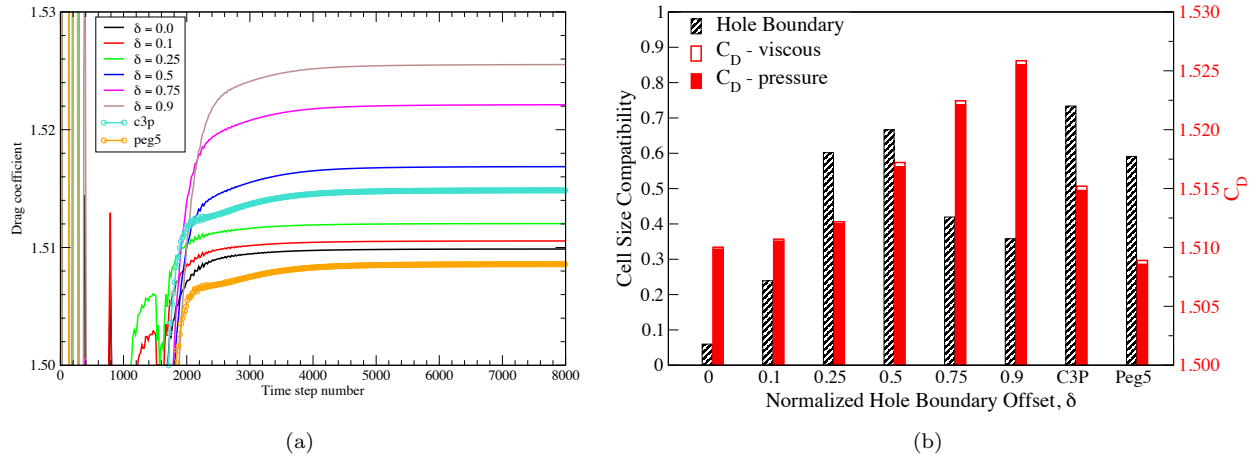 1.53
1.52
1.51
1.50
Drag coefficient
δ = 0.0
δ = 0.1
δ = 0.25
δ = 0.5
δ = 0.75
δ = 0.9
c3p
peg5
0 1000 2000 3000 4000 5000 6000 7000 8000
Time step number
(a)
1
0.9
0.8
0.7
0.6
0.5
0.4
0.3
0.2
0.1
0
Cell Size Compatibility
Hole Boundary
C_D - viscous
C_D - pressure
1.530
1.525
1.520
1.515
1.510
1.505
1.500
C_D
0 0.1 0.25 0.5 0.75 0.9 C3P Peg5
Normalized Hole Boundary Offset, δ
(b)